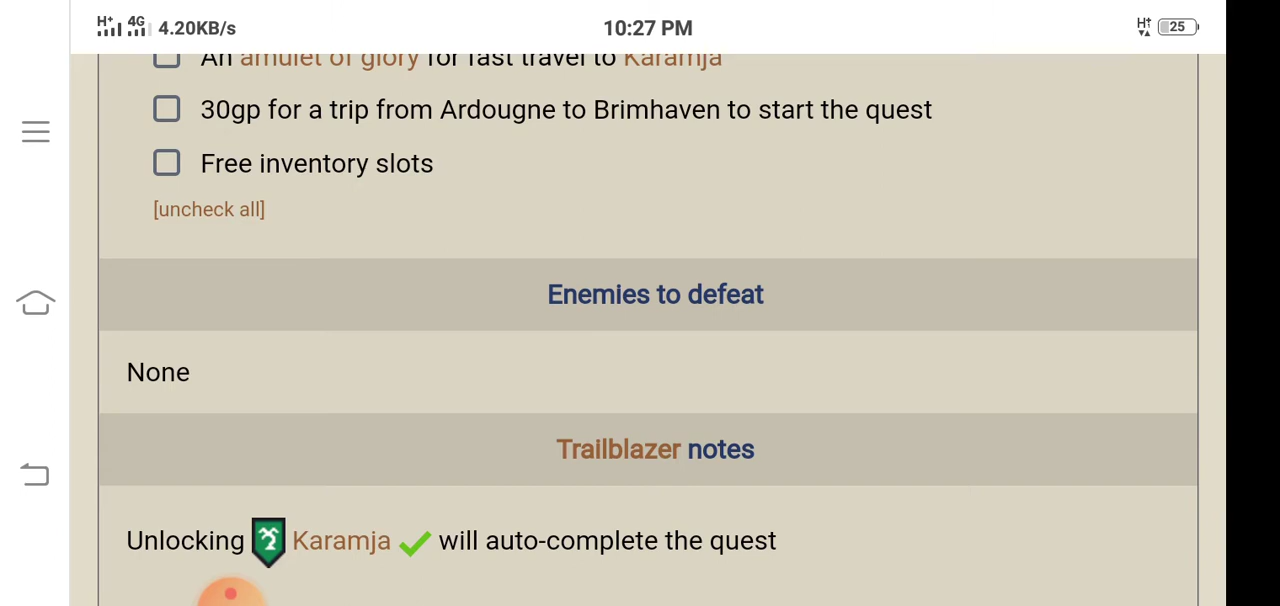 H+ 4G 4.20KB/s 10:27 PM H 25
An amulet of glory for fast travel to Karamja
30gp for a trip from Ardougne to Brimhaven to start the quest
Free inventory slots
[uncheck all]
Enemies to defeat
None
Trailblazer notes
Unlocking Karamja will auto-complete the quest